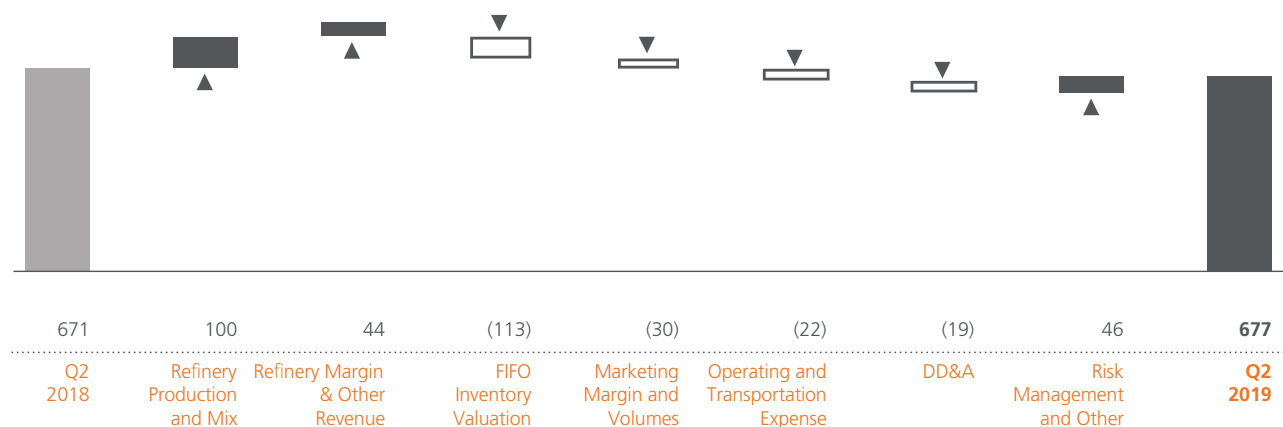 671 100 44 (113) (30) (22) (19) 46 677
Q2 Refinery Refinery Margin FIFO Marketing Operating and DD&A Risk Q2
2018 Production & Other Inventory Margin and Transportation Management 2019
and Mix Revenue Valuation Volumes Expense and Other